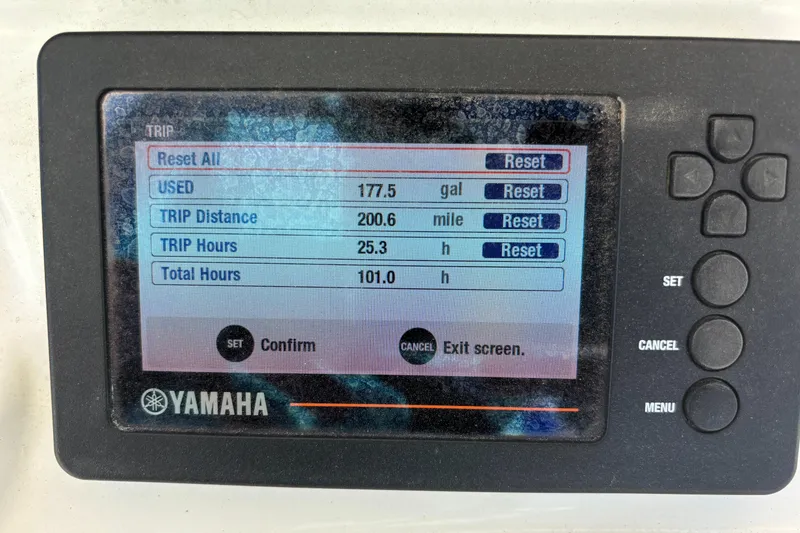 TRIP
Reset All Reset
USED 177.5 gal Reset
TRIP Distance 200.6 mile Reset
TRIP Hours 25.3 h Reset
Total Hours 101.0 h
SET Confirm CANCEL Exit screen.
YAMAHA
SET
CANCEL
MENU